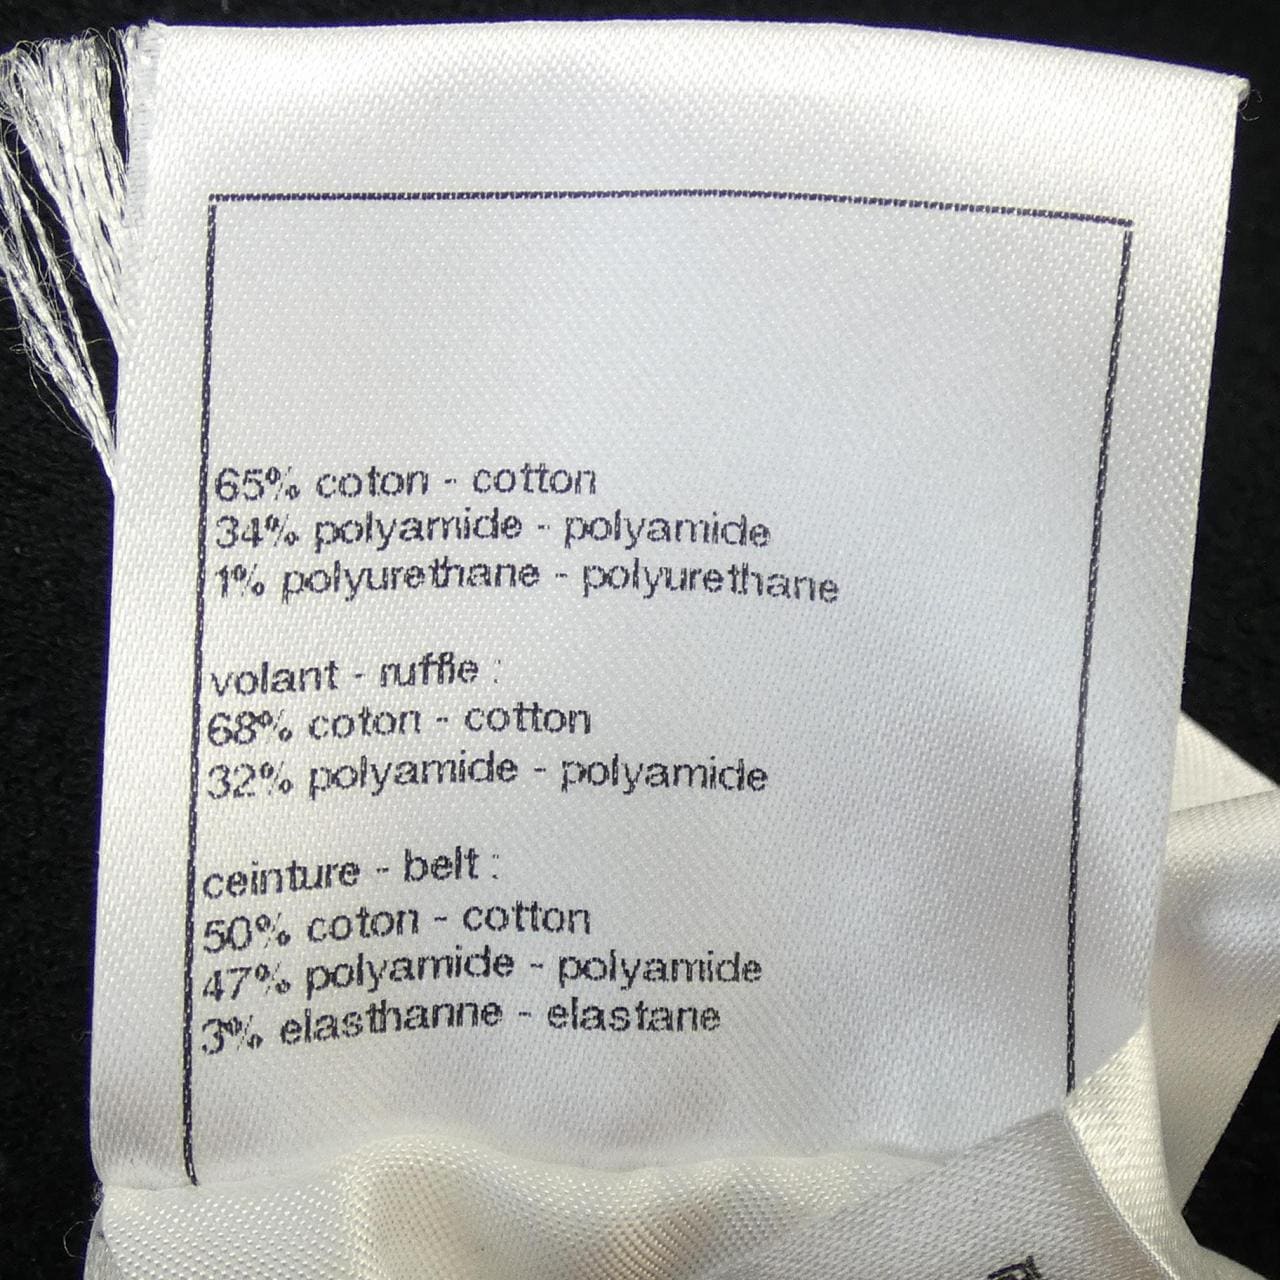 65% coton - cotton
34% polyamide - polyamide
1% polyurethane - polyurethane
volant - ruffle :
68% coton - cotton
32% polyamide - polyamide
ceinture - belt :
50% coton - cotton
47% polyamide - polyamide
3% elasthanne - elastane